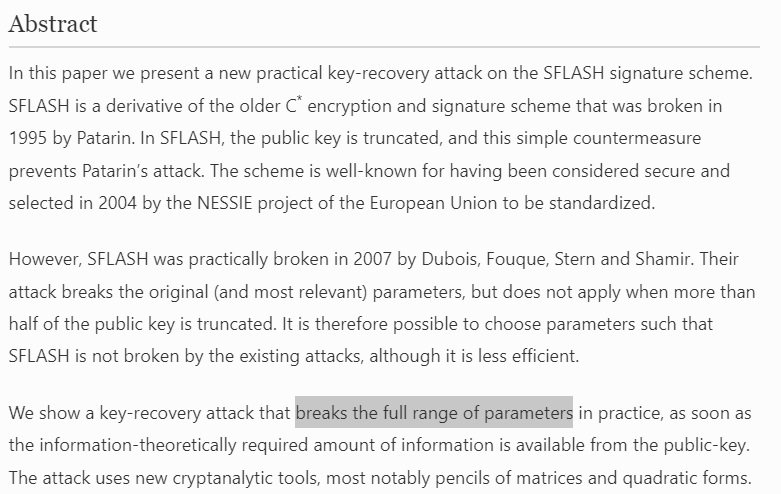 Abstract
In this paper we present a new practical key-recovery attack on the SFLASH signature scheme.
SFLASH is a derivative of the older C* encryption and signature scheme that was broken in
1995 by Patarin. In SFLASH, the public key is truncated, and this simple countermeasure
prevents Patarin’s attack. The scheme is well-known for having been considered secure and
selected in 2004 by the NESSIE project of the European Union to be standardized.
However, SFLASH was practically broken in 2007 by Dubois, Fouque, Stern and Shamir. Their
attack breaks the original (and most relevant) parameters, but does not apply when more than
half of the public key is truncated. It is therefore possible to choose parameters such that
SFLASH is not broken by the existing attacks, although it is less efficient.
We show a key-recovery attack that breaks the full range of parameters in practice, as soon as
the information-theoretically required amount of information is available from the public-key.
The attack uses new cryptanalytic tools, most notably pencils of matrices and quadratic forms.